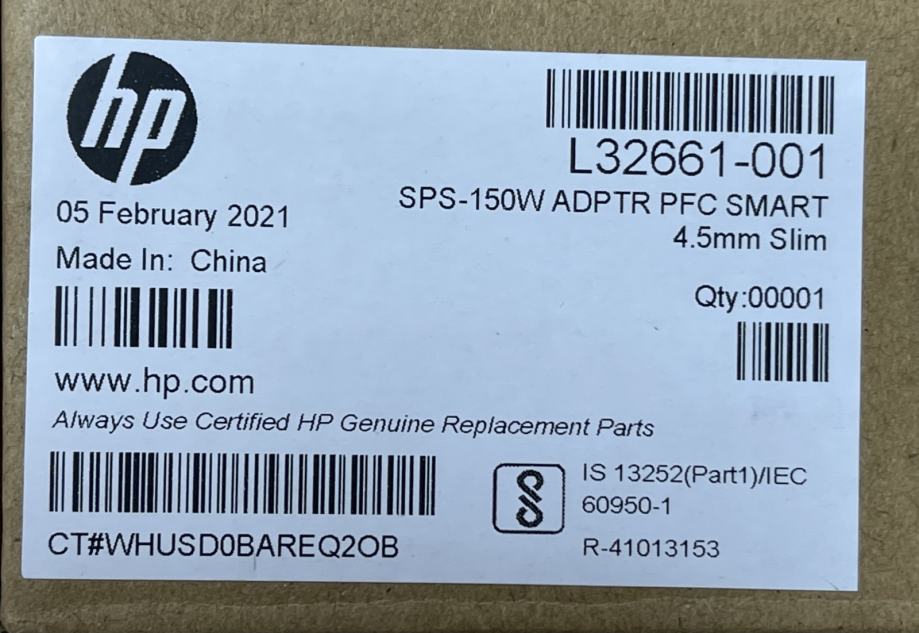 hp
L32661-001
SPS-150W ADPTR PFC SMART
4.5mm Slim
05 February 2021
Made In: China
Qty:00001
www.hp.com
Always Use Certified HP Genuine Replacement Parts
CT#WHUSD0BAREQ2OB
IS 13252(Part1)/IEC
60950-1
R-41013153